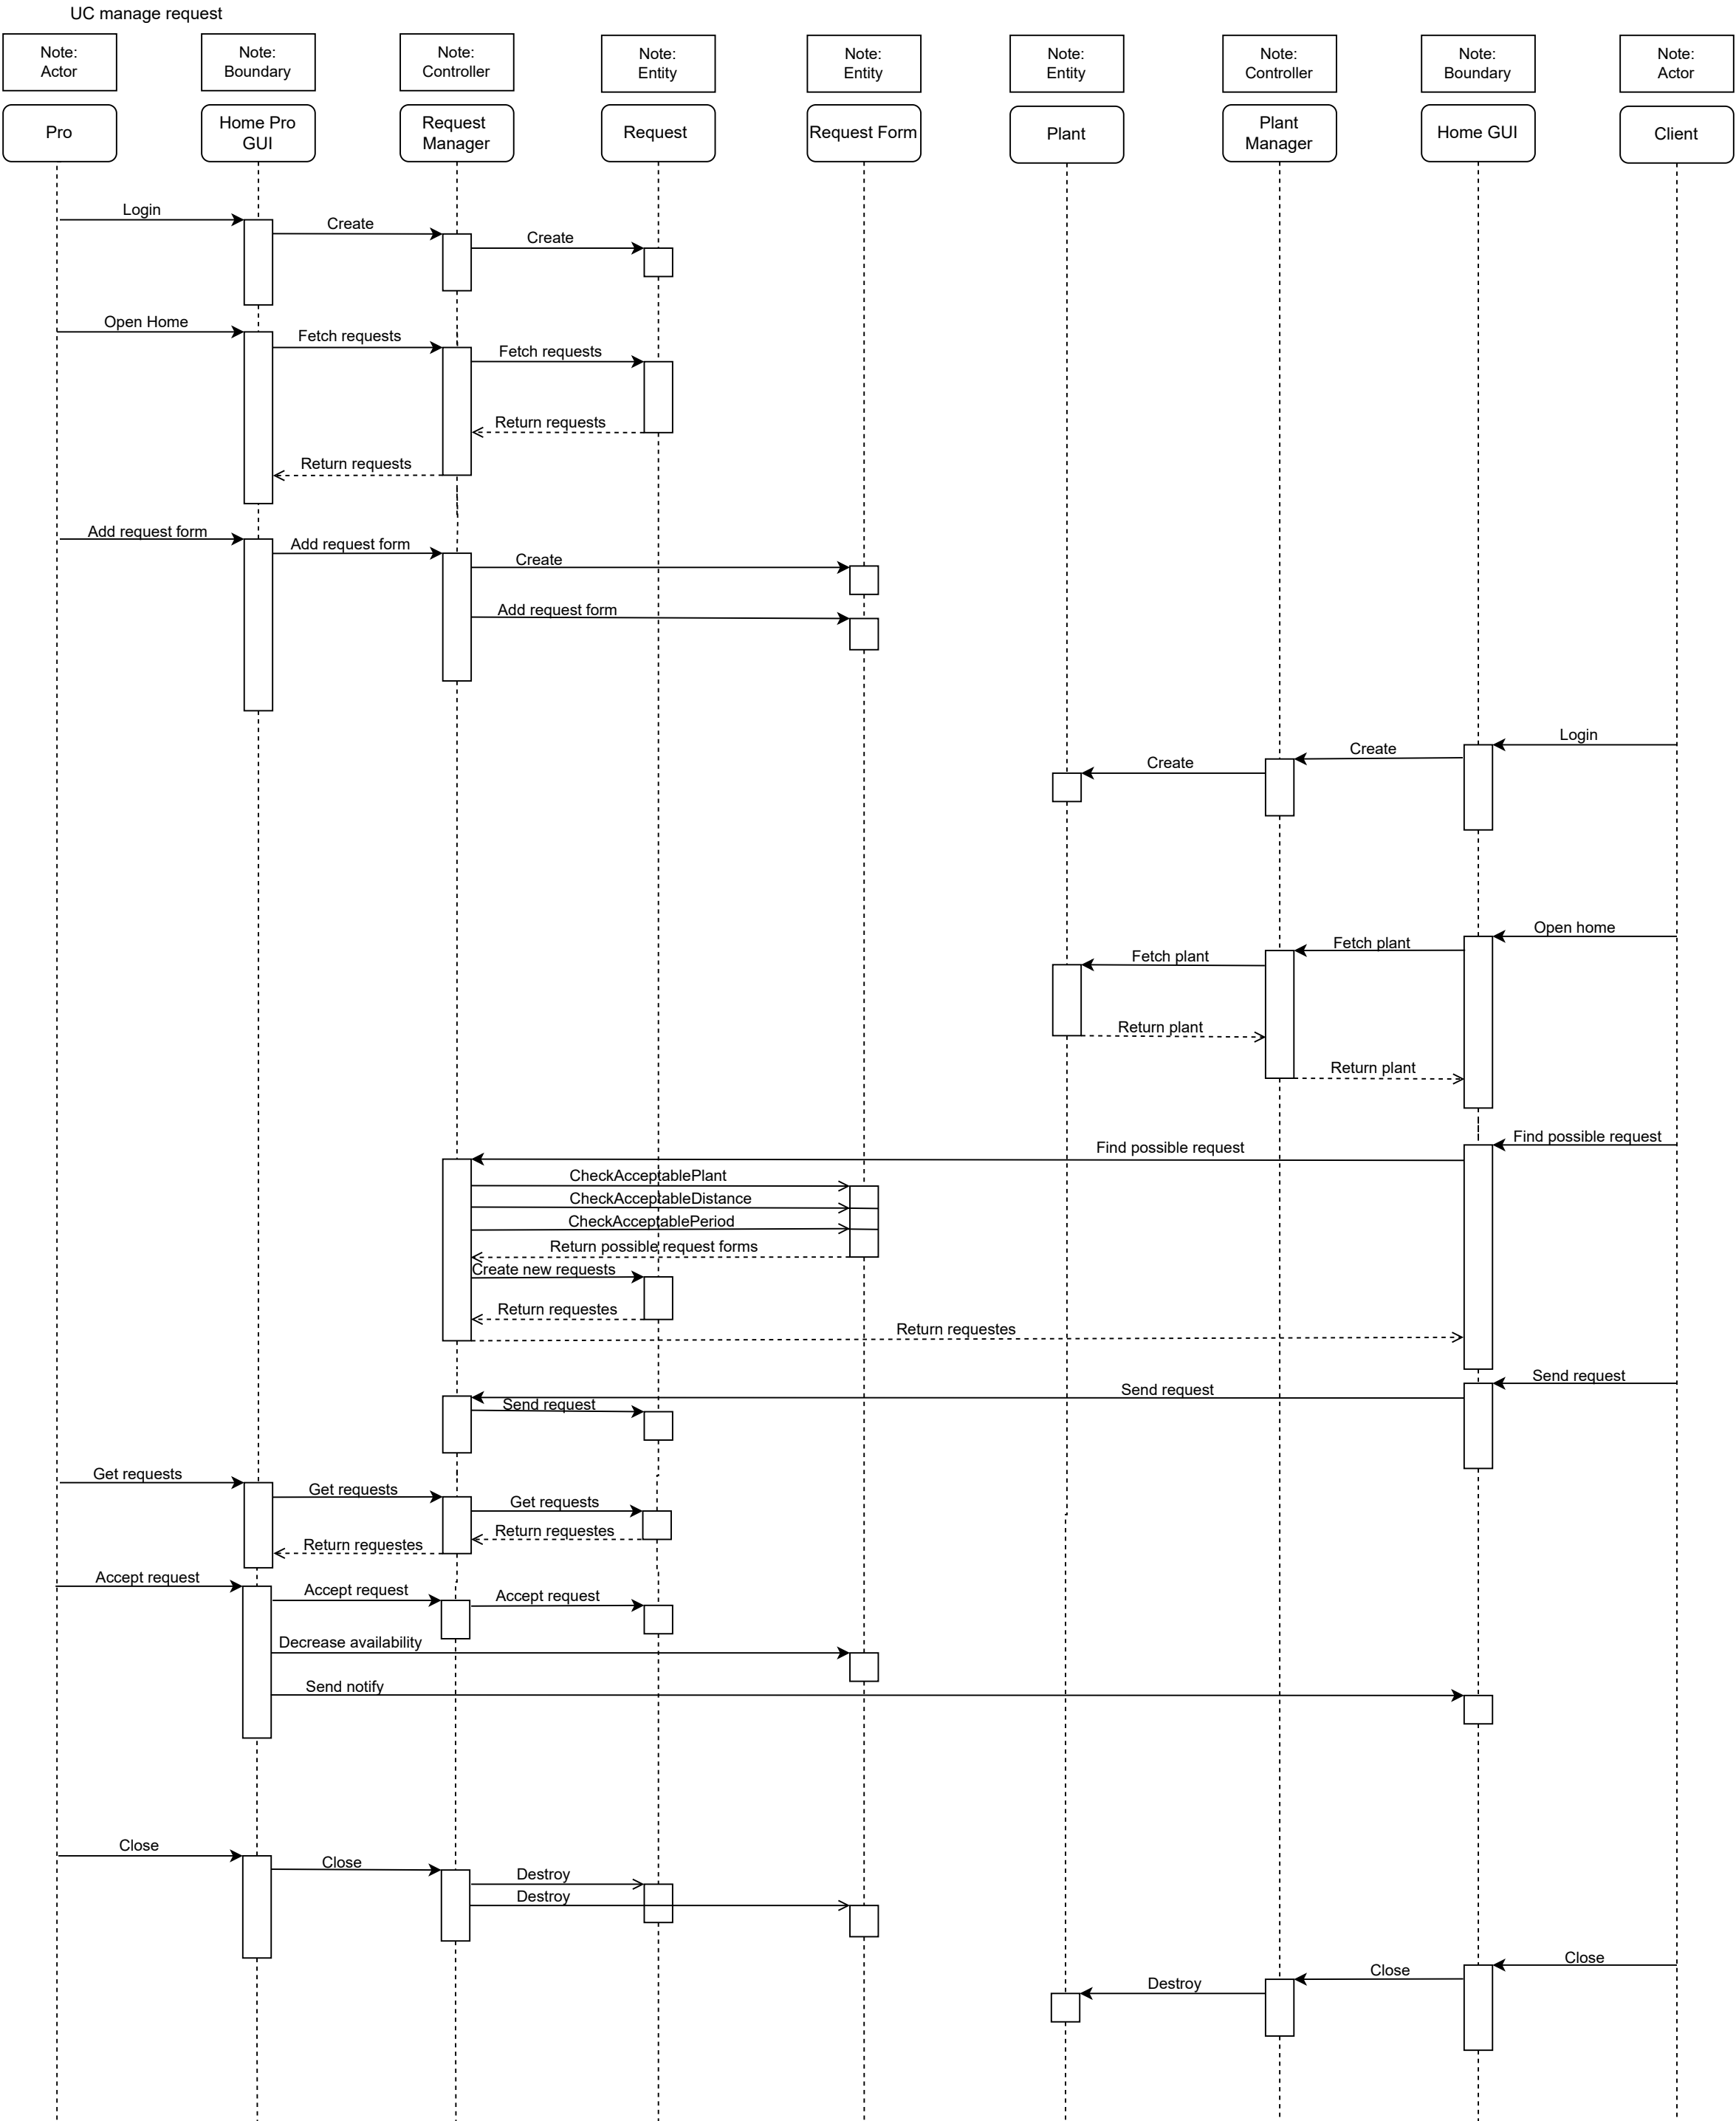 UC manage request
Note:
Actor
Note:
Boundary
Note:
Controller
Note:
Entity
Note:
Entity
Note:
Entity
Note:
Controller
Note:
Boundary
Note:
Actor
Pro
Home Pro
GUI
Request
Manager
Request
Request Form
Plant
Plant
Manager
Home GUI
Client
Login
Create
Create
Open Home
Fetch requests
Fetch requests
Return requests
Return requests
Add request form
Add request form
Create
Add request form
Login
Create
Create
Open home
Fetch plant
Fetch plant
Return plant
Return plant
Find possible request
Find possible request
CheckAcceptablePlant
CheckAcceptableDistance
CheckAcceptablePeriod
Return possible request forms
Create new requests
Return requestes
Return requestes
Send request
Send request
Send request
Get requests
Get requests
Get requests
Return requestes
Return requestes
Accept request
Accept request
Accept request
Decrease availability
Send notify
Close
Close
Destroy
Destroy
Close
Close
Destroy